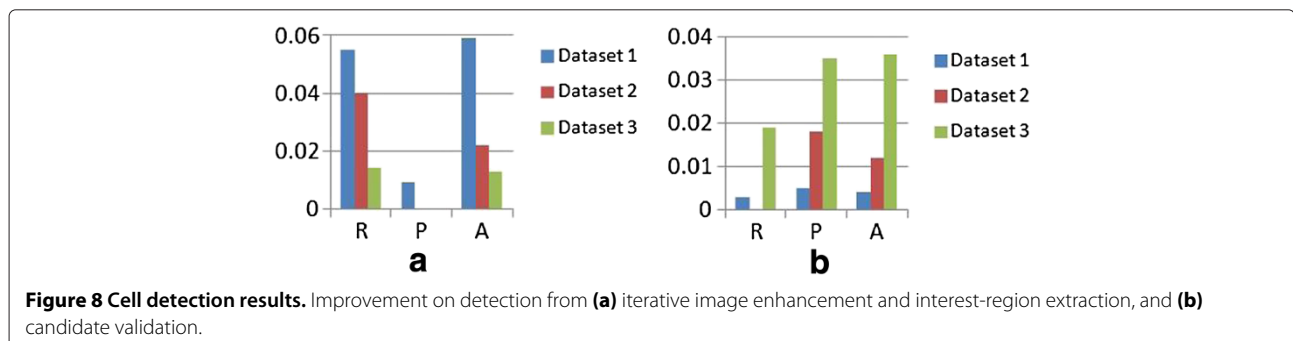 0.06
0.04
0.02
0
R P A
Dataset 1
Dataset 2
Dataset 3
a
0.04
0.03
0.02
0.01
0
R P A
Dataset 1
Dataset 2
Dataset 3
b
Figure 8 Cell detection results. Improvement on detection from (a) iterative image enhancement and interest-region extraction, and (b)
candidate validation.